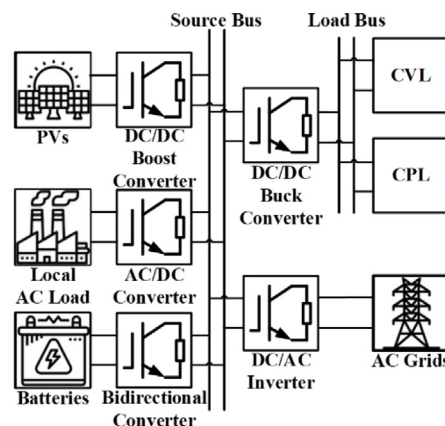 Source Bus
Load Bus
PVs
DC/DC
Boost
Converter
CVL
DC/DC
Buck
Converter
CPL
Local
AC Load
AC/DC
Converter
Batteries
Bidirectional
Converter
DC/AC
Inverter
AC Grids